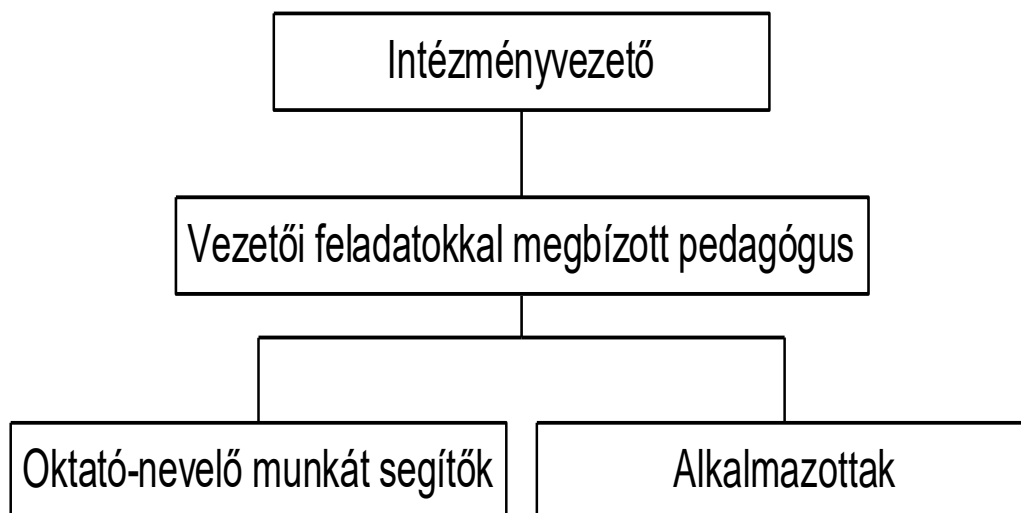 Intézményvezető
Vezetői feladatokkal megbízott pedagógus
Oktató-nevelő munkát segítők
Alkalmazottak